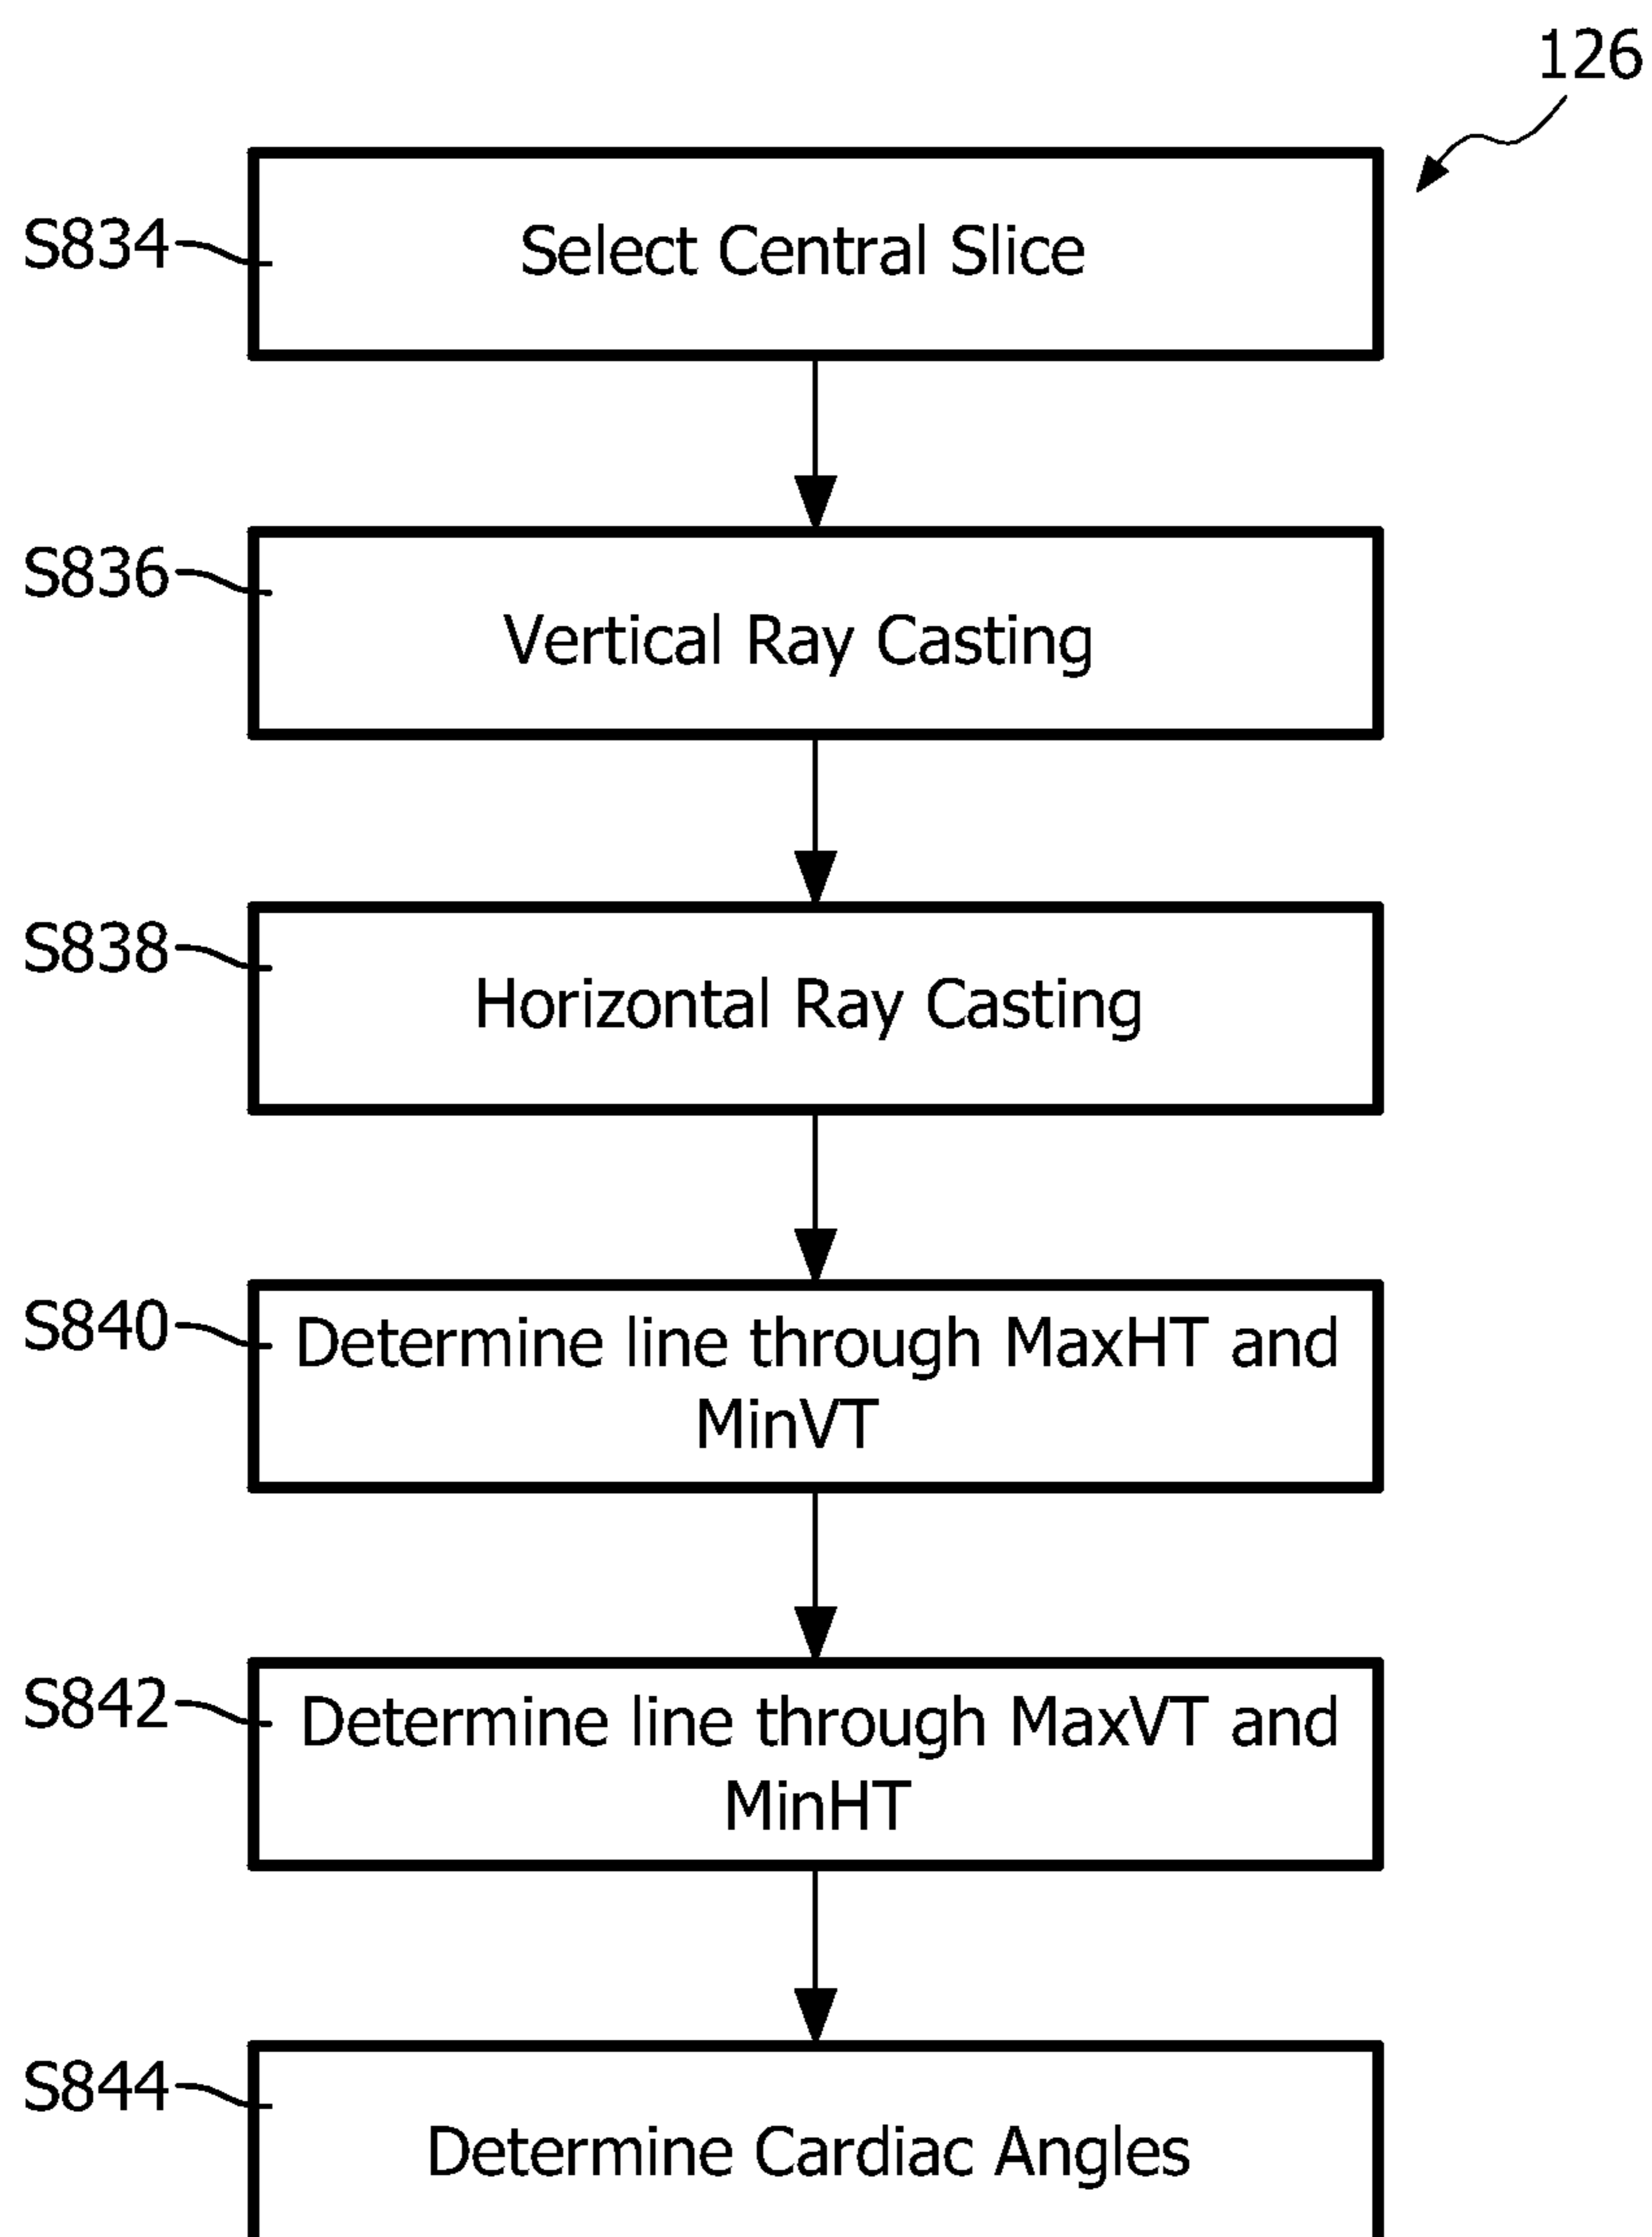 126
S834
Select Central Slice
S836
Vertical Ray Casting
S838
Horizontal Ray Casting
S840
Determine line through MaxHT and
MinVT
S842
Determine line through MaxVT and
MinHT
S844
Determine Cardiac Angles